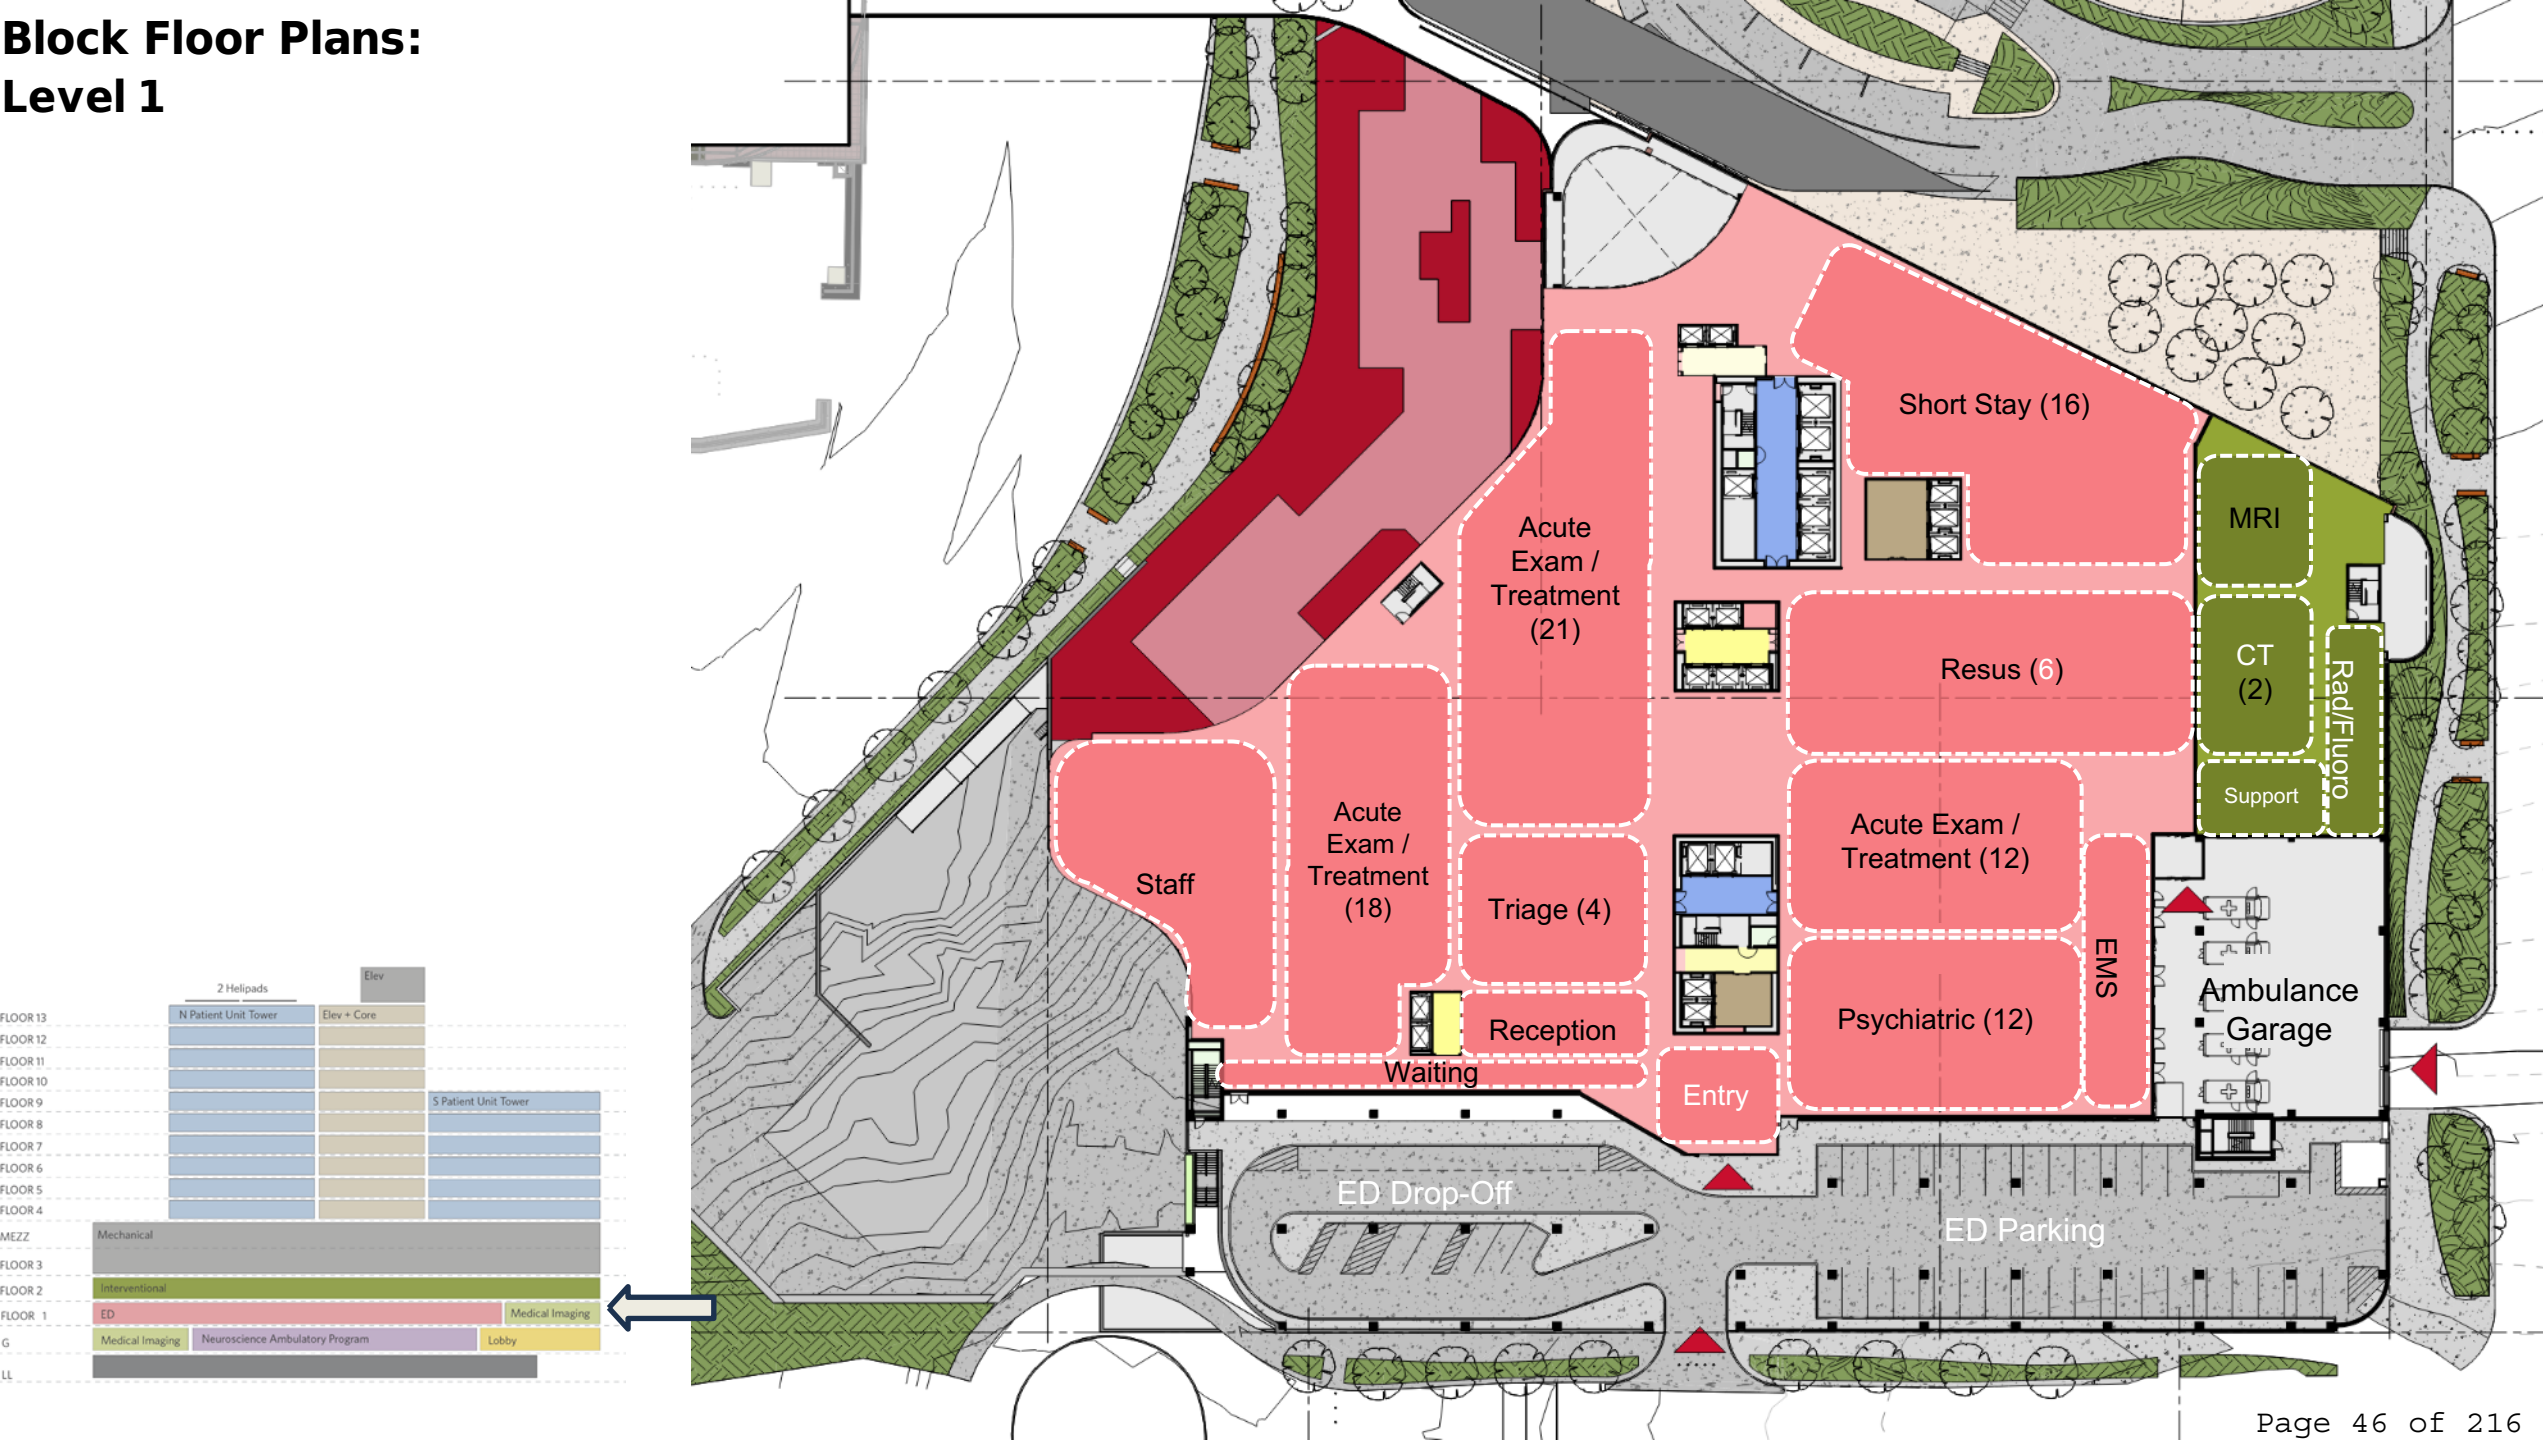 Block Floor Plans:
Level 1
Short Stay (16)
MRI
Acute
Exam /
Treatment
(21)
CT
(2)
Resus (6)
Rad/Fluoro
Support
Acute
Exam /
Treatment
(18)
Acute Exam /
Treatment (12)
Staff
Triage (4)
EMS
Ambulance
Garage
Psychiatric (12)
Reception
Waiting
Entry
ED Drop-Off
ED Parking
Elev
2 Helipads
FLOOR 13
N Patient Unit Tower
Elev + Core
FLOOR 12
FLOOR 11
FLOOR 10
FLOOR 9
S Patient Unit Tower
FLOOR 8
FLOOR 7
FLOOR 6
FLOOR 5
FLOOR 4
MEZZ
Mechanical
FLOOR 3
FLOOR 2
Interventional
FLOOR 1
ED
Medical Imaging
G
Medical Imaging
Neuroscience Ambulatory Program
Lobby
LL
Page 46 of 216